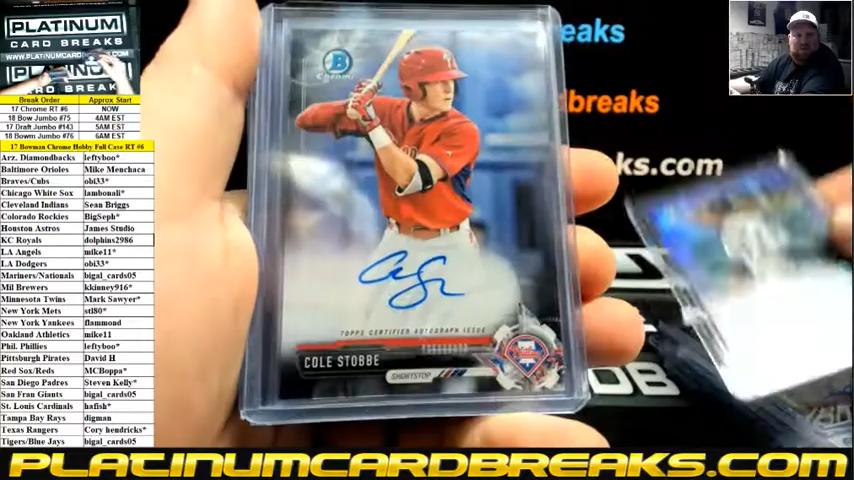 PLATINUM
CARD BREAKS
Break Order Approx Start
17 Chrome RT #6 NOW
18 Bow Jumbo #75 4AM EST
17 Draft Jumbo #143 5AM EST
18 Bowm Jumbo #76 6AM EST
17 Bowman Chrome Hobby Full Case RT #6
Arz. Diamondbacks leftyboo*
Baltimore Orioles Mike Menchaca
Braves/Cubs obi33*
Chicago White Sox lambonali*
Cleveland Indians Sean Briggs
Colorado Rockies BigSeph*
Houston Astros James Studio
KC Royals dolphins2986
LA Angels mike11*
LA Dodgers obi33*
Mariners/Nationals bigal_cards05
Mil Brewers kkinney916*
Minnesota Twins Mark Sawyer*
New York Mets stl80*
New York Yankees flammond
Oakland Athletics mike11
Phil. Phillies leftyboo*
Pittsburgh Pirates David H
Red Sox/Reds MCBoppa*
San Diego Padres Steven Kelly*
San Fran Giants bigal_cards05
St. Louis Cardinals hafish*
Tampa Bay Rays digman
Texas Rangers Cory hendricks*
Tigers/Blue Jays bigal_cards05
B
Chrome
TOPPS CERTIFIED AUTOGRAPH ISSUE
COLE STOBBE
SHORTSTOP
Phillies
eaks
dbreaks
ks.com
PLATINUMCARDBREAKS.COM